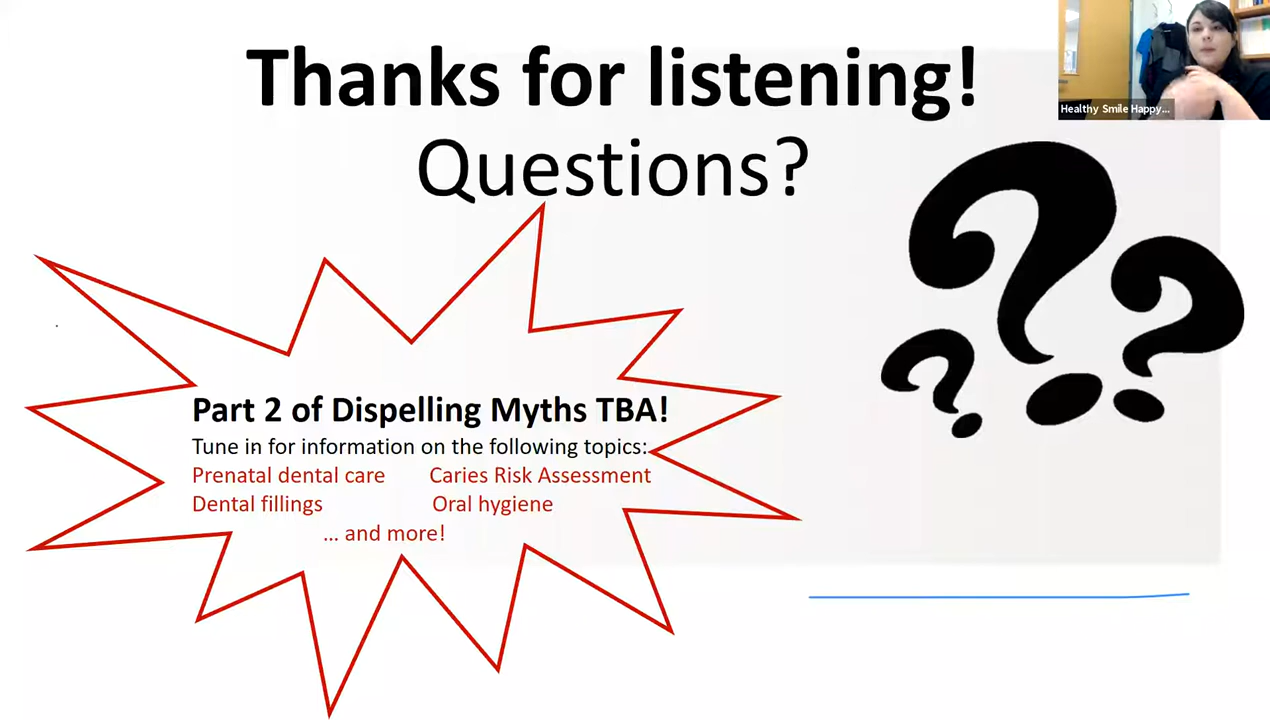 Thanks for listening!
Questions?
Healthy Smile Happy...
Part 2 of Dispelling Myths TBA!
Tune in for information on the following topics:
Prenatal dental care Caries Risk Assessment
Dental fillings Oral hygiene
... and more!